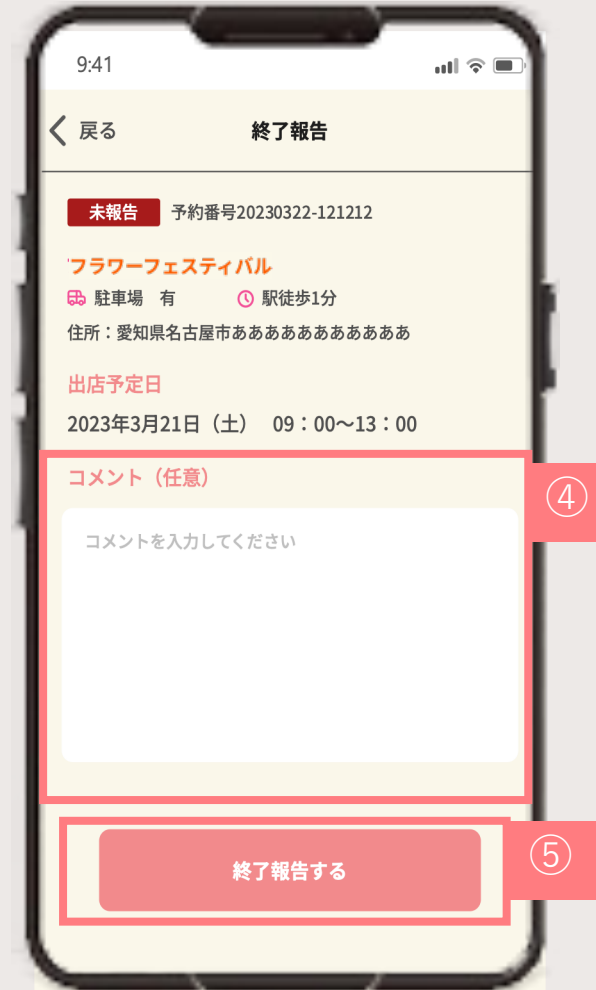 9:41
戻る
終了報告
未報告 予約番号20230322-121212
'フラワーフェスティバル
駐車場 有 駅徒歩1分
住所：愛知県名古屋市あああああああああああ
出店予定日
2023年3月21日（土） 09：00〜13：00
コメント（任意）
④
コメントを入力してください
⑤
終了報告する